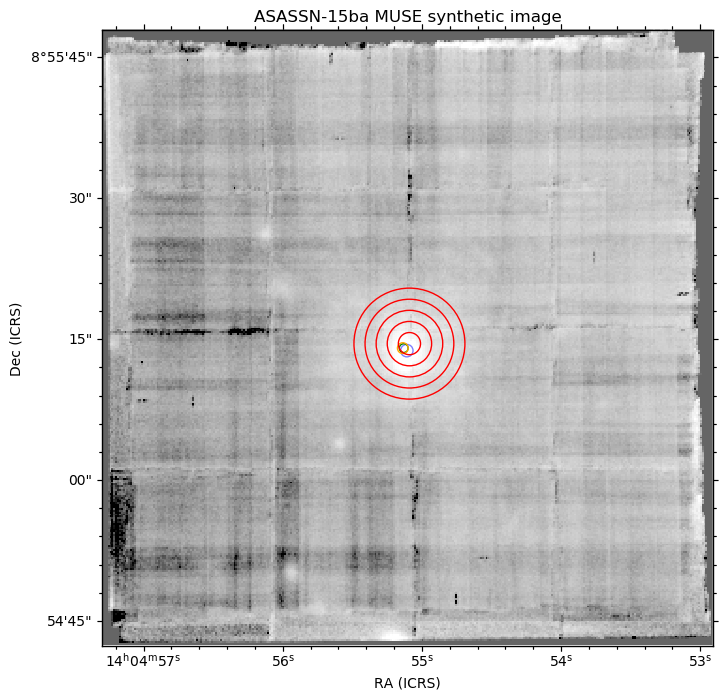 ASASSN-15ba MUSE synthetic image
8°55'45"
30"
15"
00"
54'45"
Dec (ICRS)
14ʰ04ᵐ57ˢ
56ˢ
55ˢ
54ˢ
53ˢ
RA (ICRS)